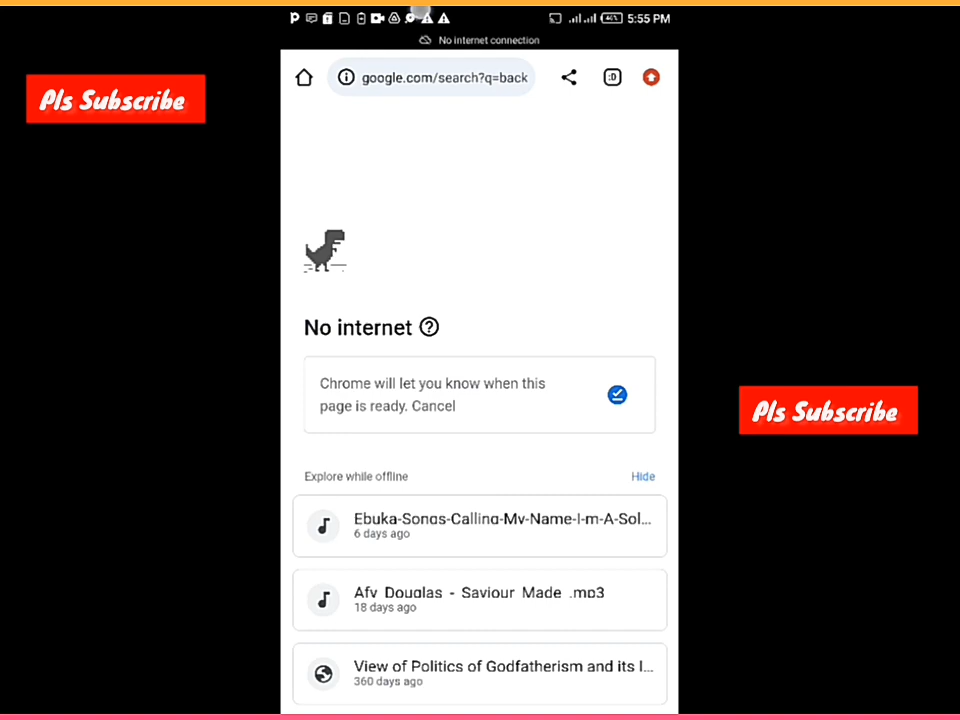 5:55 PM
No internet connection
google.com/search?q=back
:D
Pls Subscribe
No internet
Chrome will let you know when this
page is ready. Cancel
Pls Subscribe
Explore while offline
Hide
Ebuka-Songs-Calling-My-Name-I-m-A-Sol...
6 days ago
Afy Douglas - Saviour Made .mp3
18 days ago
View of Politics of Godfatherism and its I...
360 days ago